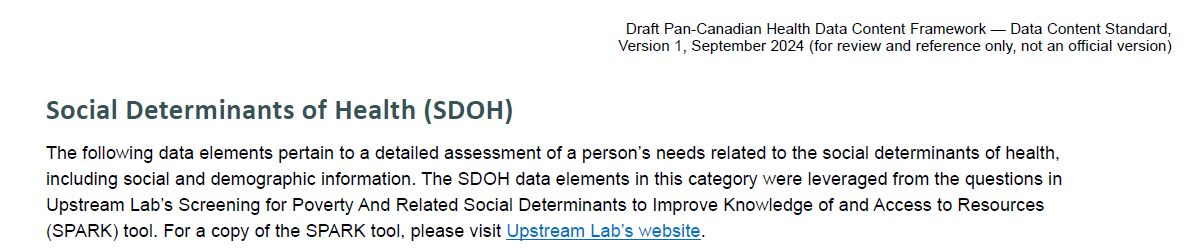 Draft Pan-Canadian Health Data Content Framework — Data Content Standard,
Version 1, September 2024 (for review and reference only, not an official version)
Social Determinants of Health (SDOH)
The following data elements pertain to a detailed assessment of a person’s needs related to the social determinants of health,
including social and demographic information. The SDOH data elements in this category were leveraged from the questions in
Upstream Lab’s Screening for Poverty And Related Social Determinants to Improve Knowledge of and Access to Resources
(SPARK) tool. For a copy of the SPARK tool, please visit Upstream Lab’s website.